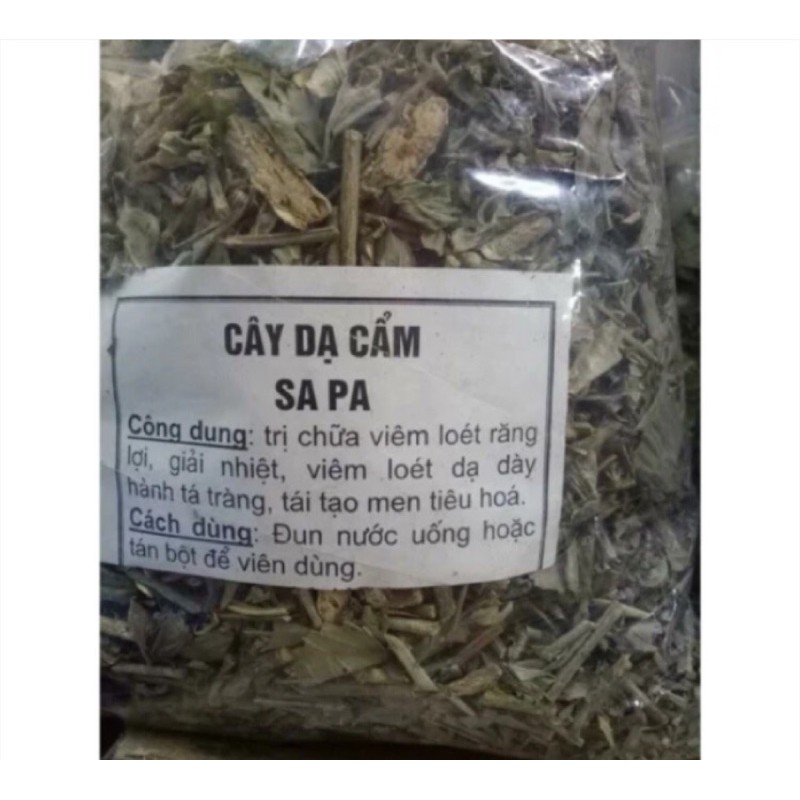 CÂY DẠ CẨM
SA PA
Công dung: trị chữa viêm loét răng
lợi, giải nhiệt, viêm loét dạ dày
hành tá tràng, tái tạo men tiêu hoá.
Cách dùng: Đun nước uống hoặc
tán bột để viên dùng.